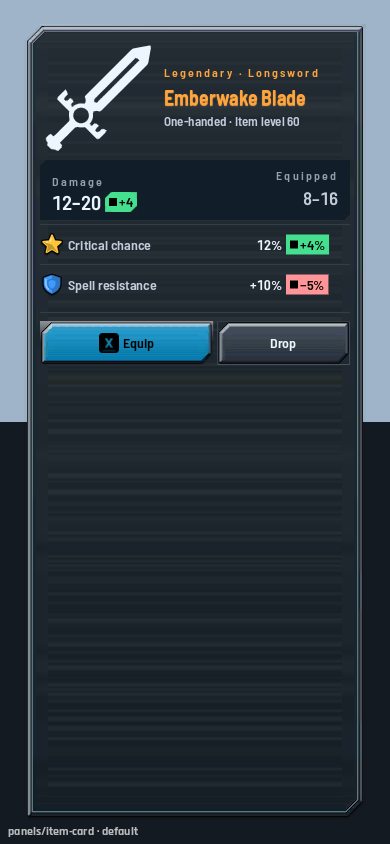 Legendary · Longsword
Emberwake Blade
One-handed · Item level 60
Damage
Equipped
12–20 +4
8–16
Critical chance 12% +4%
Spell resistance +10% −5%
X Equip
Drop
panels/item-card · default